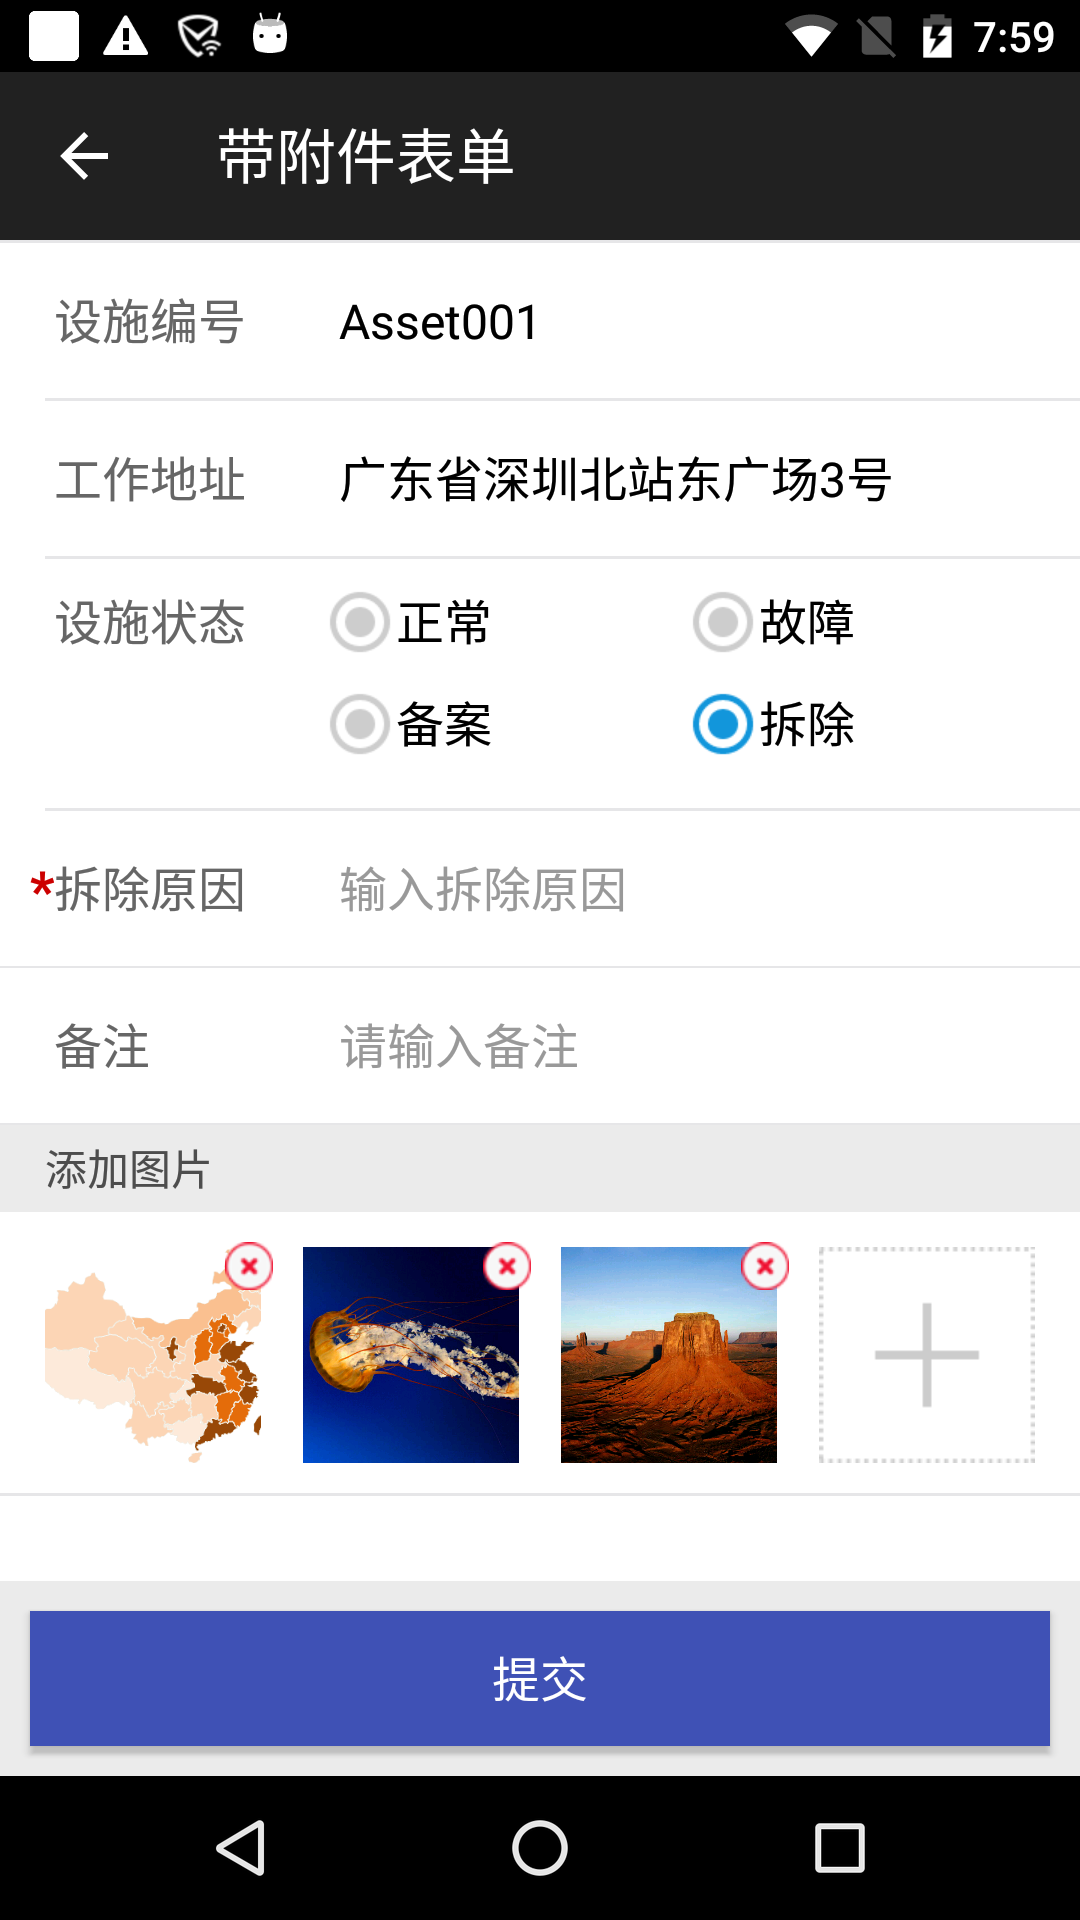 7:59
带附件表单
设施编号 Asset001
工作地址 广东省深圳北站东广场3号
设施状态 正常 故障
备案 拆除
*拆除原因 输入拆除原因
备注 请输入备注
添加图片
提交